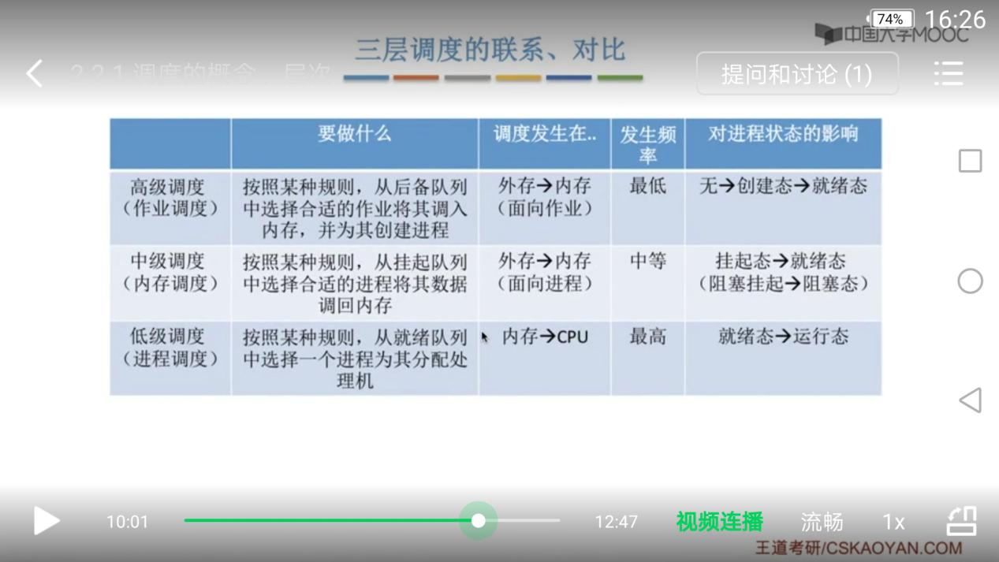 74% 16:26
中国大学MOOC
三层调度的联系、对比
2.2.1 调度的概念、层次
提问和讨论 (1)
要做什么
调度发生在..
发生频
率
对进程状态的影响
高级调度
（作业调度）
按照某种规则，从后备队列
中选择合适的作业将其调入
内存，并为其创建进程
外存→内存
（面向作业）
最低
无→创建态→就绪态
中级调度
（内存调度）
按照某种规则，从挂起队列
中选择合适的进程将其数据
调回内存
外存→内存
（面向进程）
中等
挂起态→就绪态
（阻塞挂起→阻塞态）
低级调度
（进程调度）
按照某种规则，从就绪队列
中选择一个进程为其分配处
理机
内存→CPU
最高
就绪态→运行态
10:01
12:47
视频连播
流畅
1x
王道考研/CSKAOYAN.COM